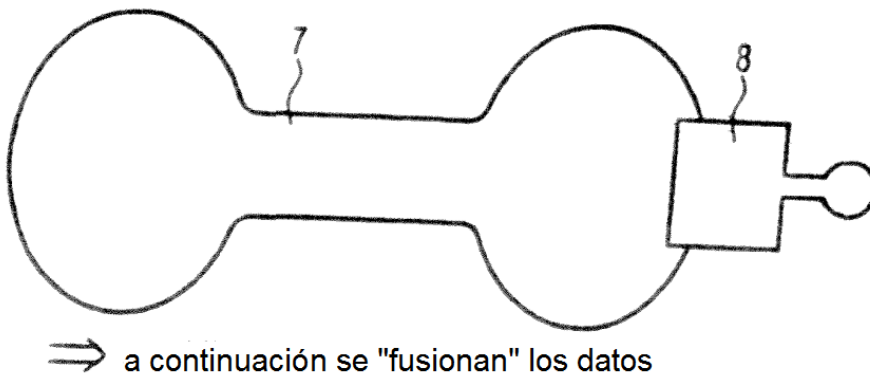 7
8
⇒ a continuación se "fusionan" los datos